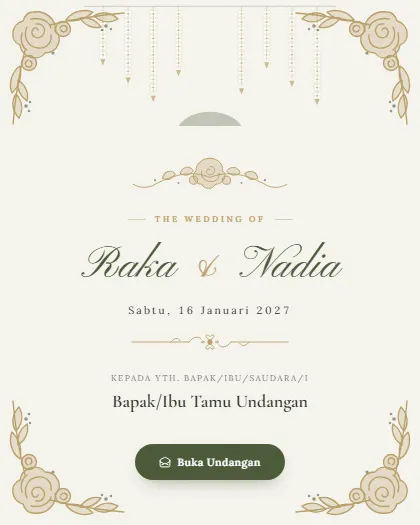 THE WEDDING OF
Raka & Nadia
Sabtu, 16 Januari 2027
KEPADA YTH. BAPAK/IBU/SAUDARA/I
Bapak/Ibu Tamu Undangan
Buka Undangan